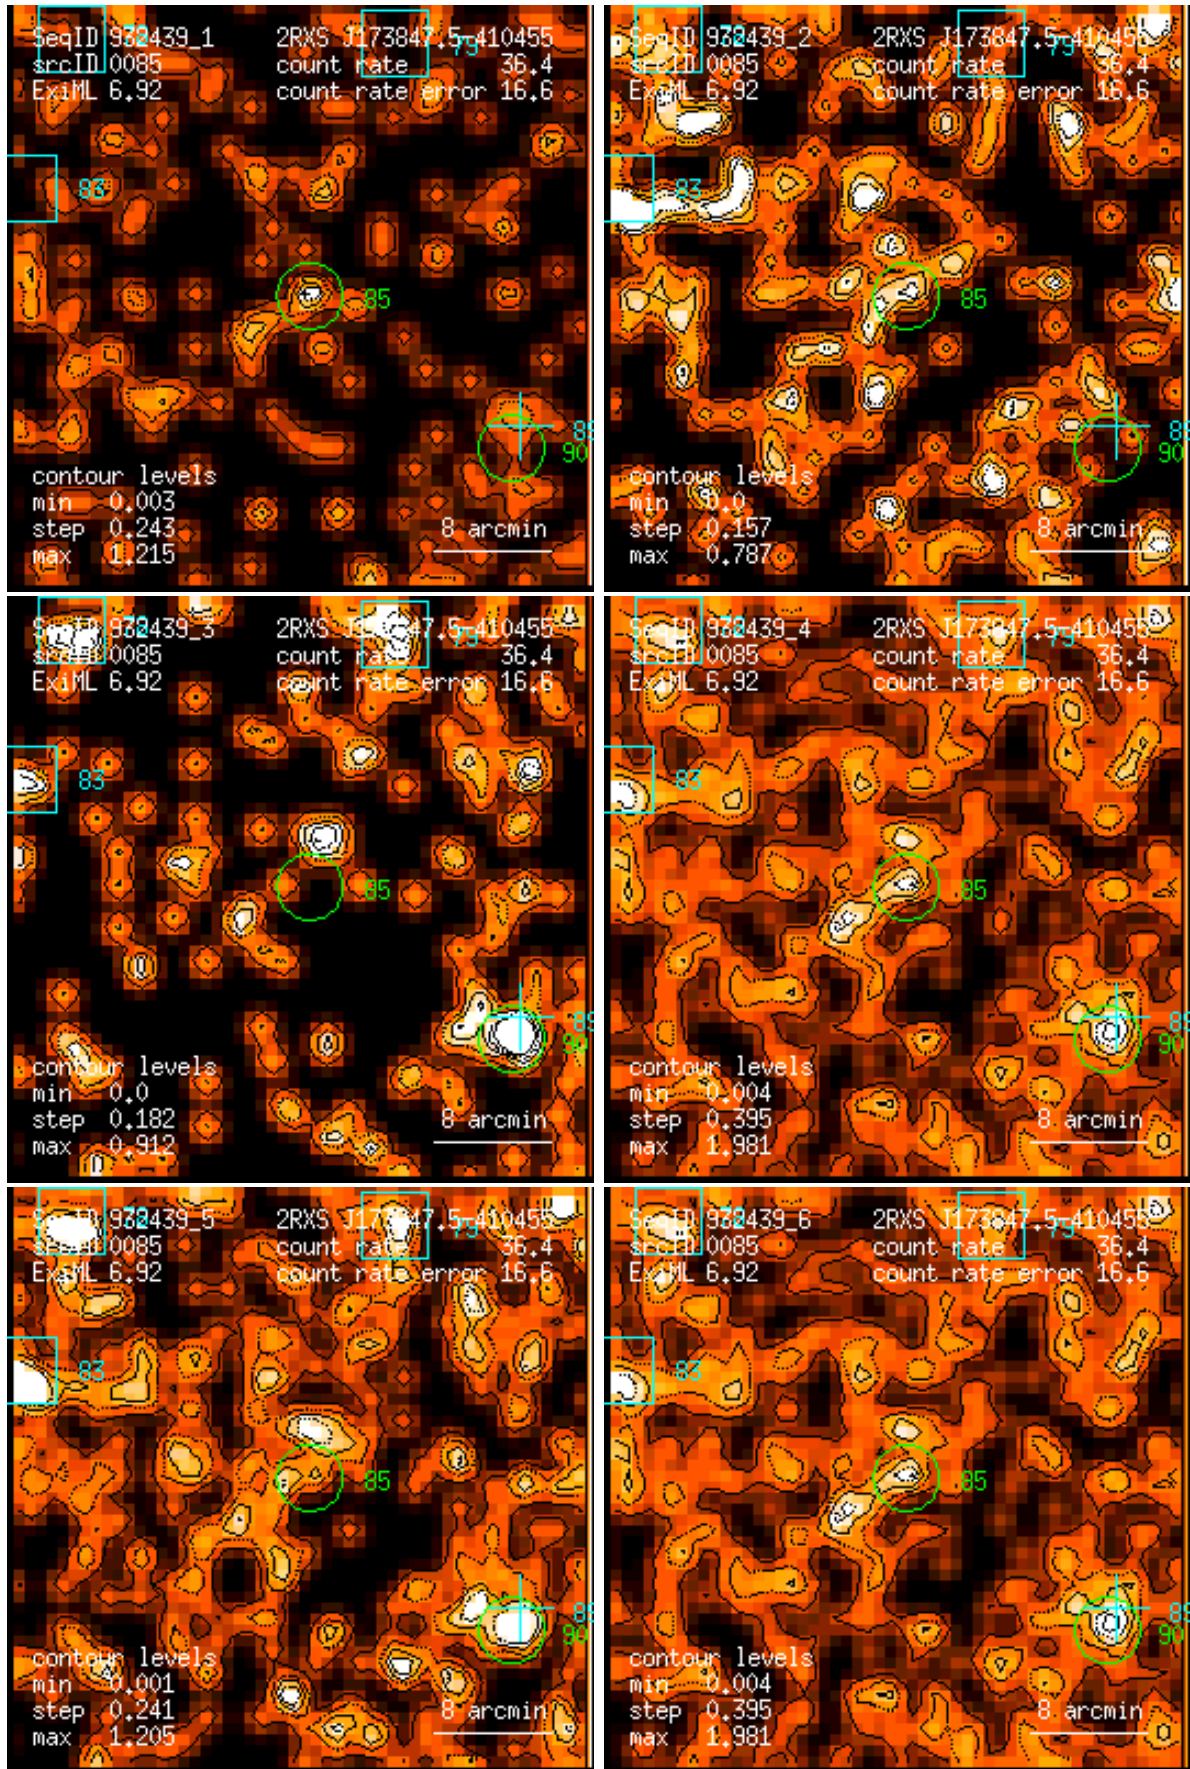 SeqID 932439_1 2RXS J173847.5-410455
srcID 0085 count rate 36.4
ExiML 6.92 count rate error 16.6
83
85
89
90
contour levels
min 0.003
step 0.243 8 arcmin
max 1.215
SeqID 932439_2 2RXS J173847.5-410455
srcID 0085 count rate 36.4
ExiML 6.92 count rate error 16.6
83
85
89
90
contour levels
min 0.0
step 0.157 8 arcmin
max 0.787
SeqID 932439_3 2RXS J173847.5-410455
srcID 0085 count rate 36.4
ExiML 6.92 count rate error 16.6
83
85
89
90
contour levels
min 0.0
step 0.182 8 arcmin
max 0.912
SeqID 932439_4 2RXS J173847.5-410455
srcID 0085 count rate 36.4
ExiML 6.92 count rate error 16.6
83
85
89
90
contour levels
min 0.004
step 0.395 8 arcmin
max 1.981
SeqID 932439_5 2RXS J173847.5-410455
srcID 0085 count rate 36.4
ExiML 6.92 count rate error 16.6
83
85
89
90
contour levels
min 0.001
step 0.241 8 arcmin
max 1.205
SeqID 932439_6 2RXS J173847.5-410455
srcID 0085 count rate 36.4
ExiML 6.92 count rate error 16.6
83
85
89
90
contour levels
min 0.004
step 0.395 8 arcmin
max 1.981